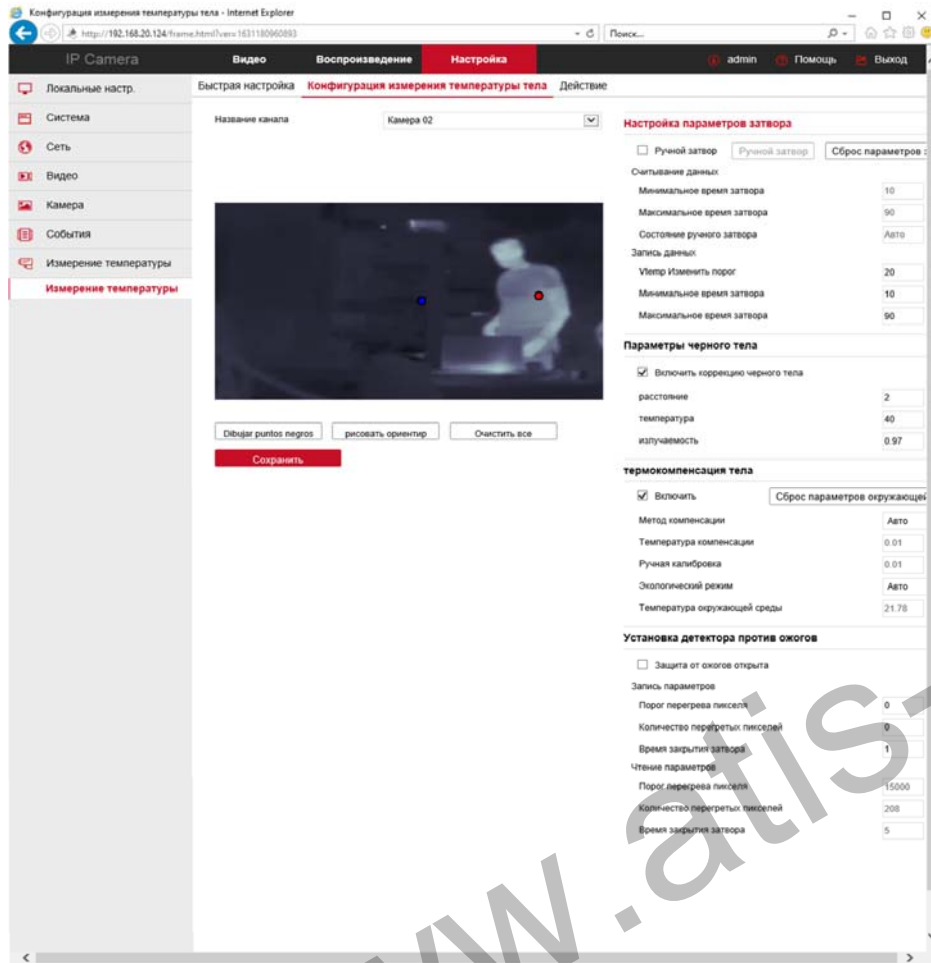 Конфигурация измерения температуры тела - Internet Explorer
http://192.168.20.124/frame.html?ver=1631180960893
Поиск...
IP Camera
Видео Воспроизведение Настройка admin Помощь Выход
Локальные настр.
Система
Сеть
Видео
Камера
События
Измерение температуры
Измерение температуры
Быстрая настройка Конфигурация измерения температуры тела Действие
Название канала Камера 02
Dibujar puntos negros рисовать ориентир Очистить все
Сохранить
Настройка параметров затвора
Ручной затвор Ручной затвор Сброс параметров
Считывание данных
Минимальное время затвора 10
Максимальное время затвора 90
Состояние ручного затвора Авто
Запись данных
Vlemp Изменить порог 20
Минимальное время затвора 10
Максимальное время затвора 90
Параметры черного тела
Включить коррекцию черного тела
расстояние 2
температура 40
излучаемость 0.97
термокомпенсация тела
Включить Сброс параметров окружающей
Метод компенсации Авто
Температура компенсации 0.01
Ручная калибровка 0.01
Экологический режим Авто
Температура окружающей среды 21.78
Установка детектора против ожогов
Защита от ожогов открыта
Запись параметров
Порог перегрева пикселя 0
Количество перегретых пикселей 0
Время закрытия затвора 1
Чтение параметров
Порог перегрева пикселя 15000
Количество перегретых пикселей 208
Время закрытия затвора 5
www.atis-